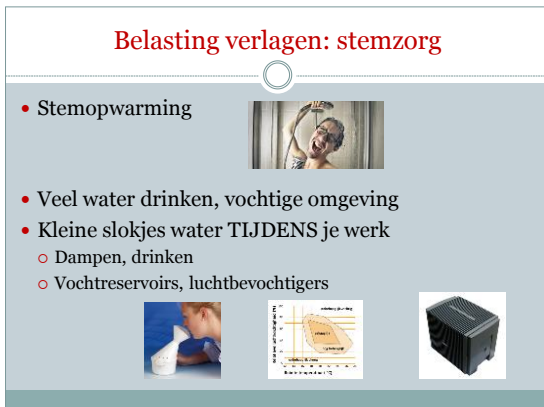 Belasting verlagen: stemzorg
• Stemopwarming
• Veel water drinken, vochtige omgeving
• Kleine slokjes water TIJDENS je werk
○ Dampen, drinken
○ Vochtreservoirs, luchtbevochtigers